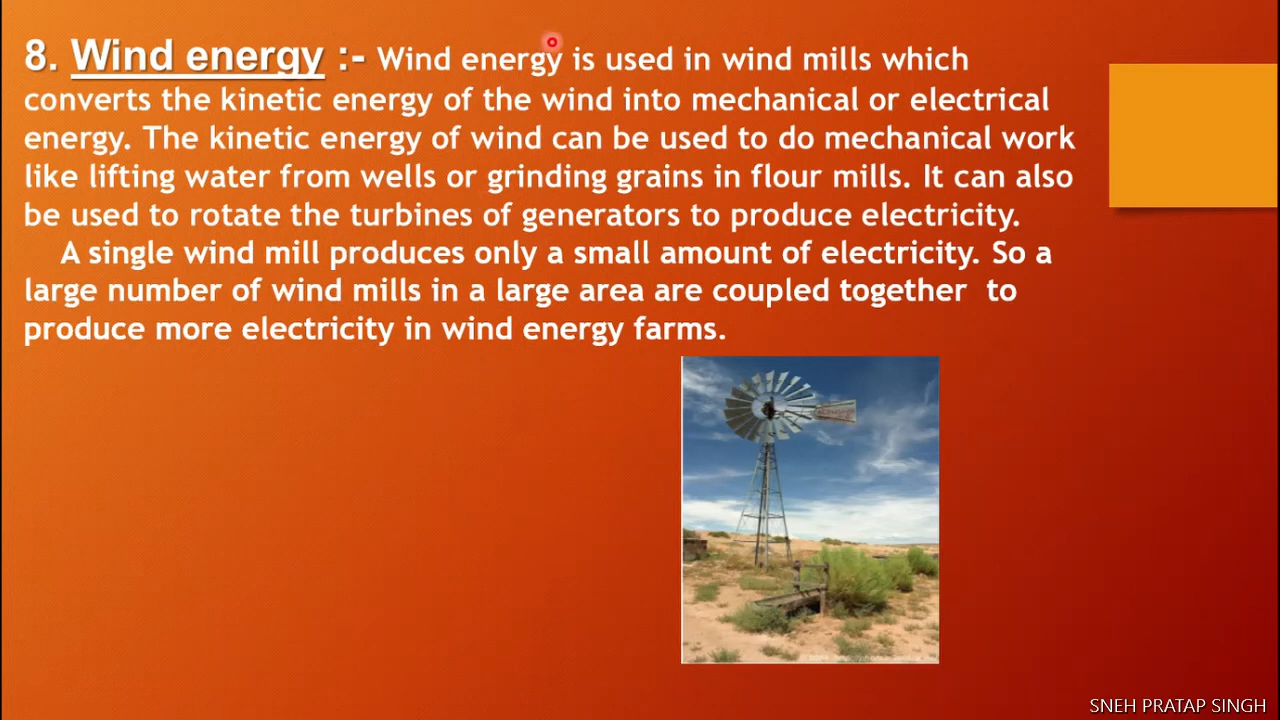 8. Wind energy :- Wind energy is used in wind mills which
converts the kinetic energy of the wind into mechanical or electrical
energy. The kinetic energy of wind can be used to do mechanical work
like lifting water from wells or grinding grains in flour mills. It can also
be used to rotate the turbines of generators to produce electricity.
A single wind mill produces only a small amount of electricity. So a
large number of wind mills in a large area are coupled together to
produce more electricity in wind energy farms.
SNEH PRATAP SINGH